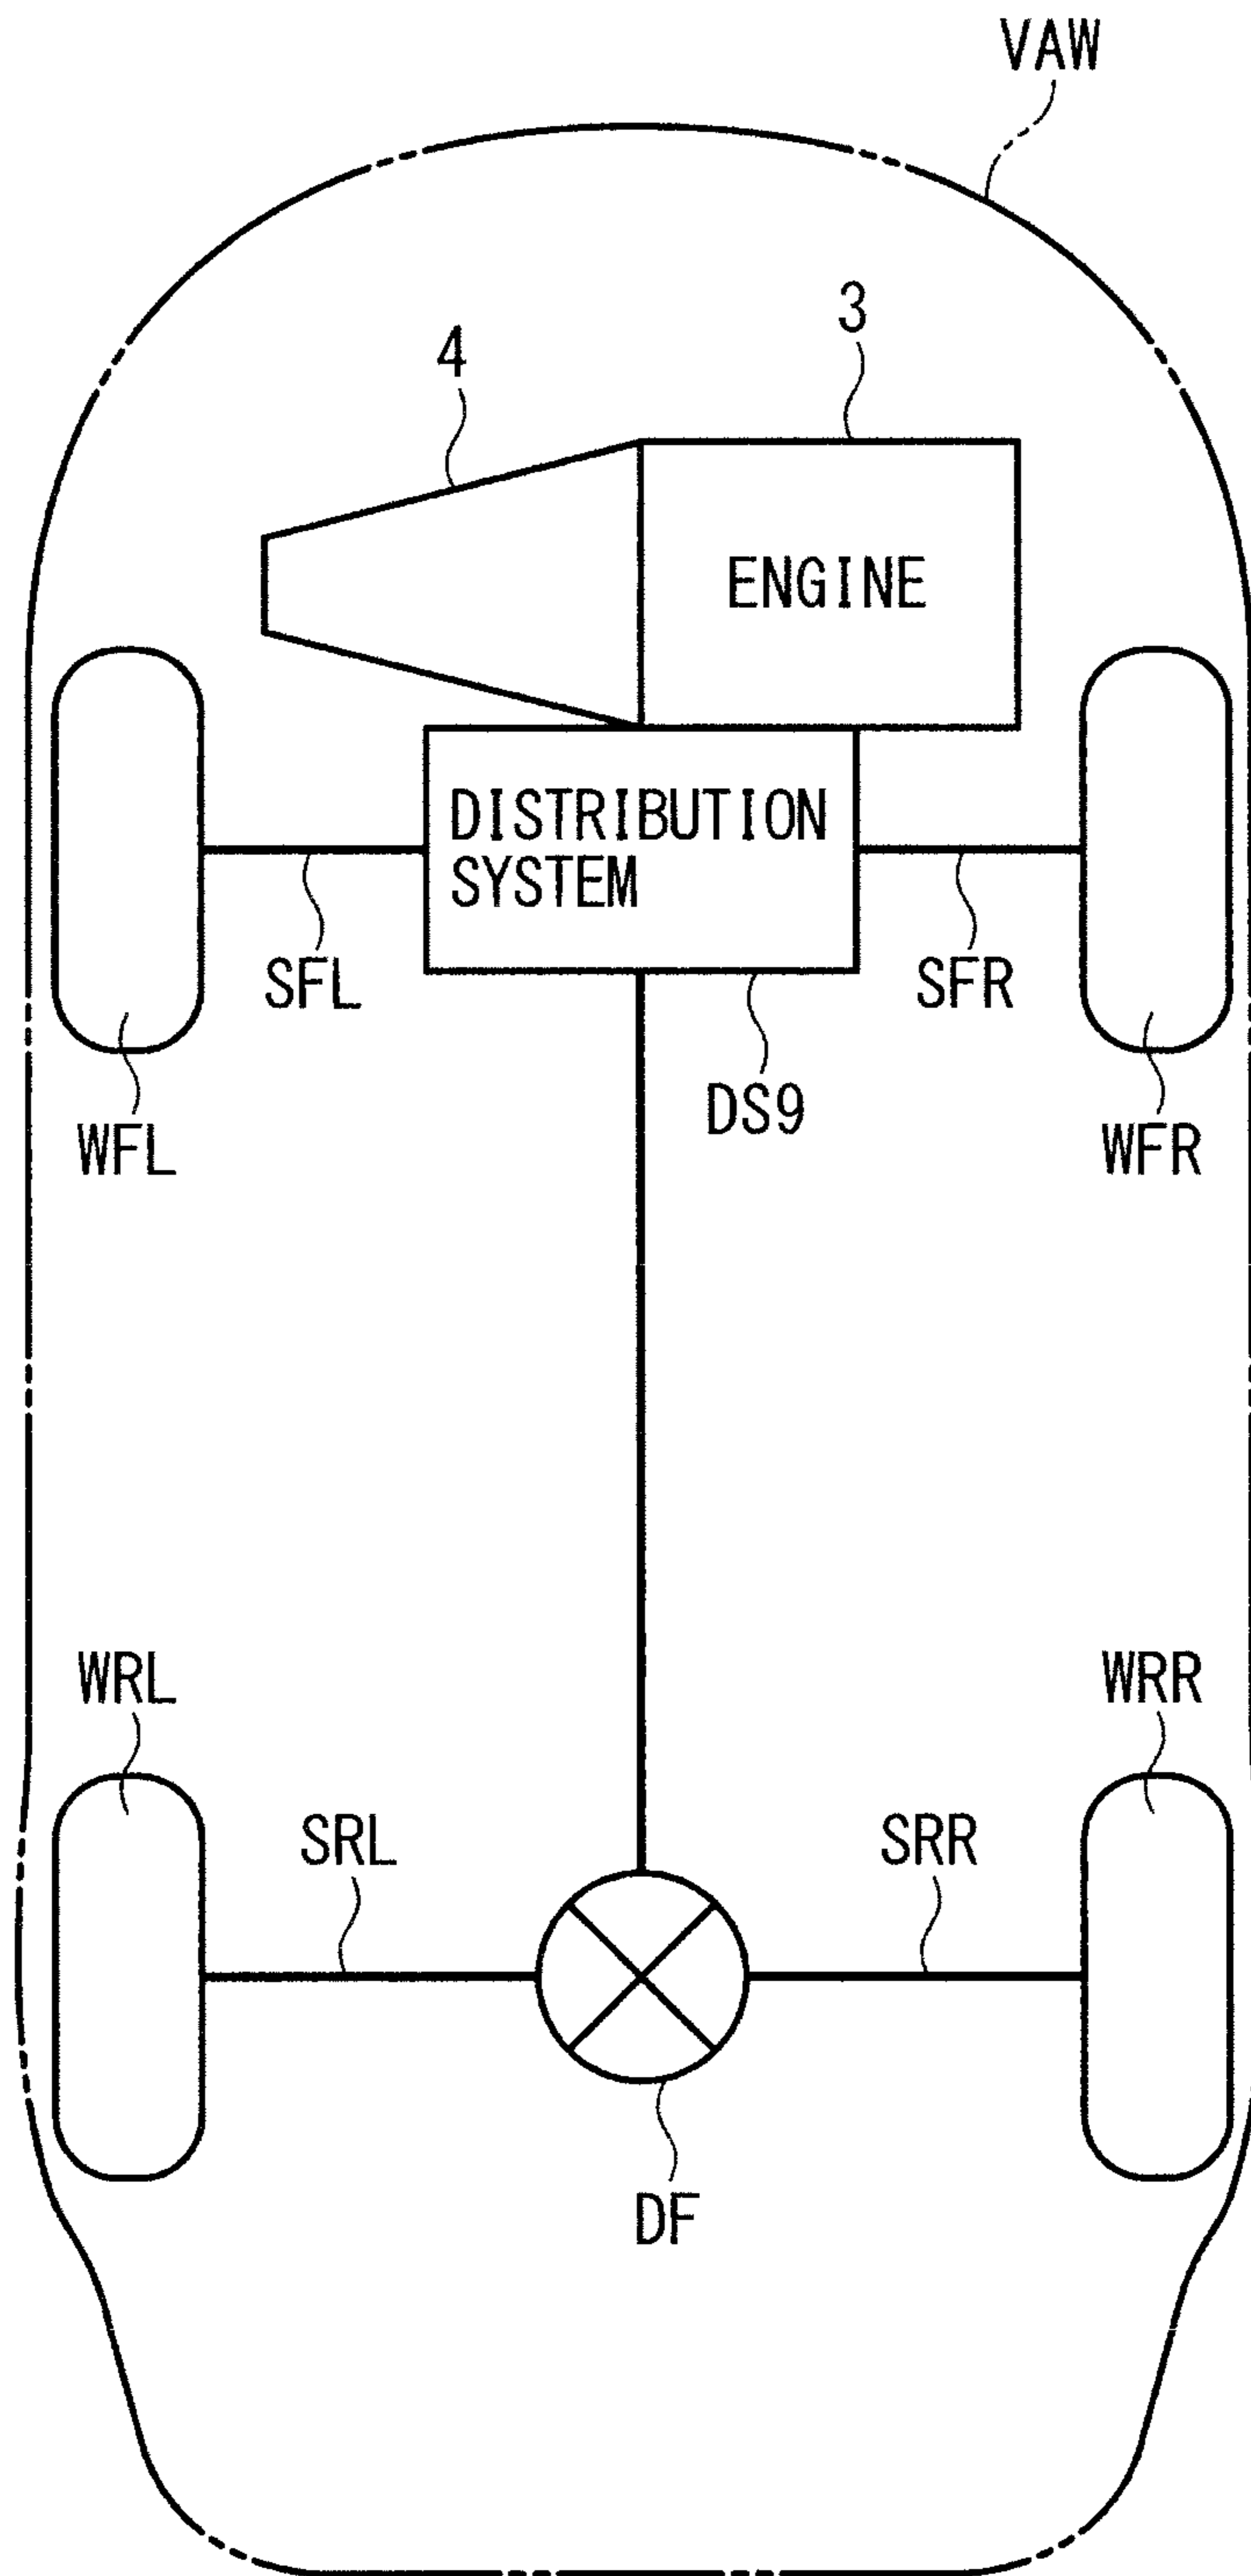 VAW
3
4
ENGINE
DISTRIBUTION
SYSTEM
SFL
SFR
DS9
WFL
WFR
WRL
WRR
SRL
SRR
DF